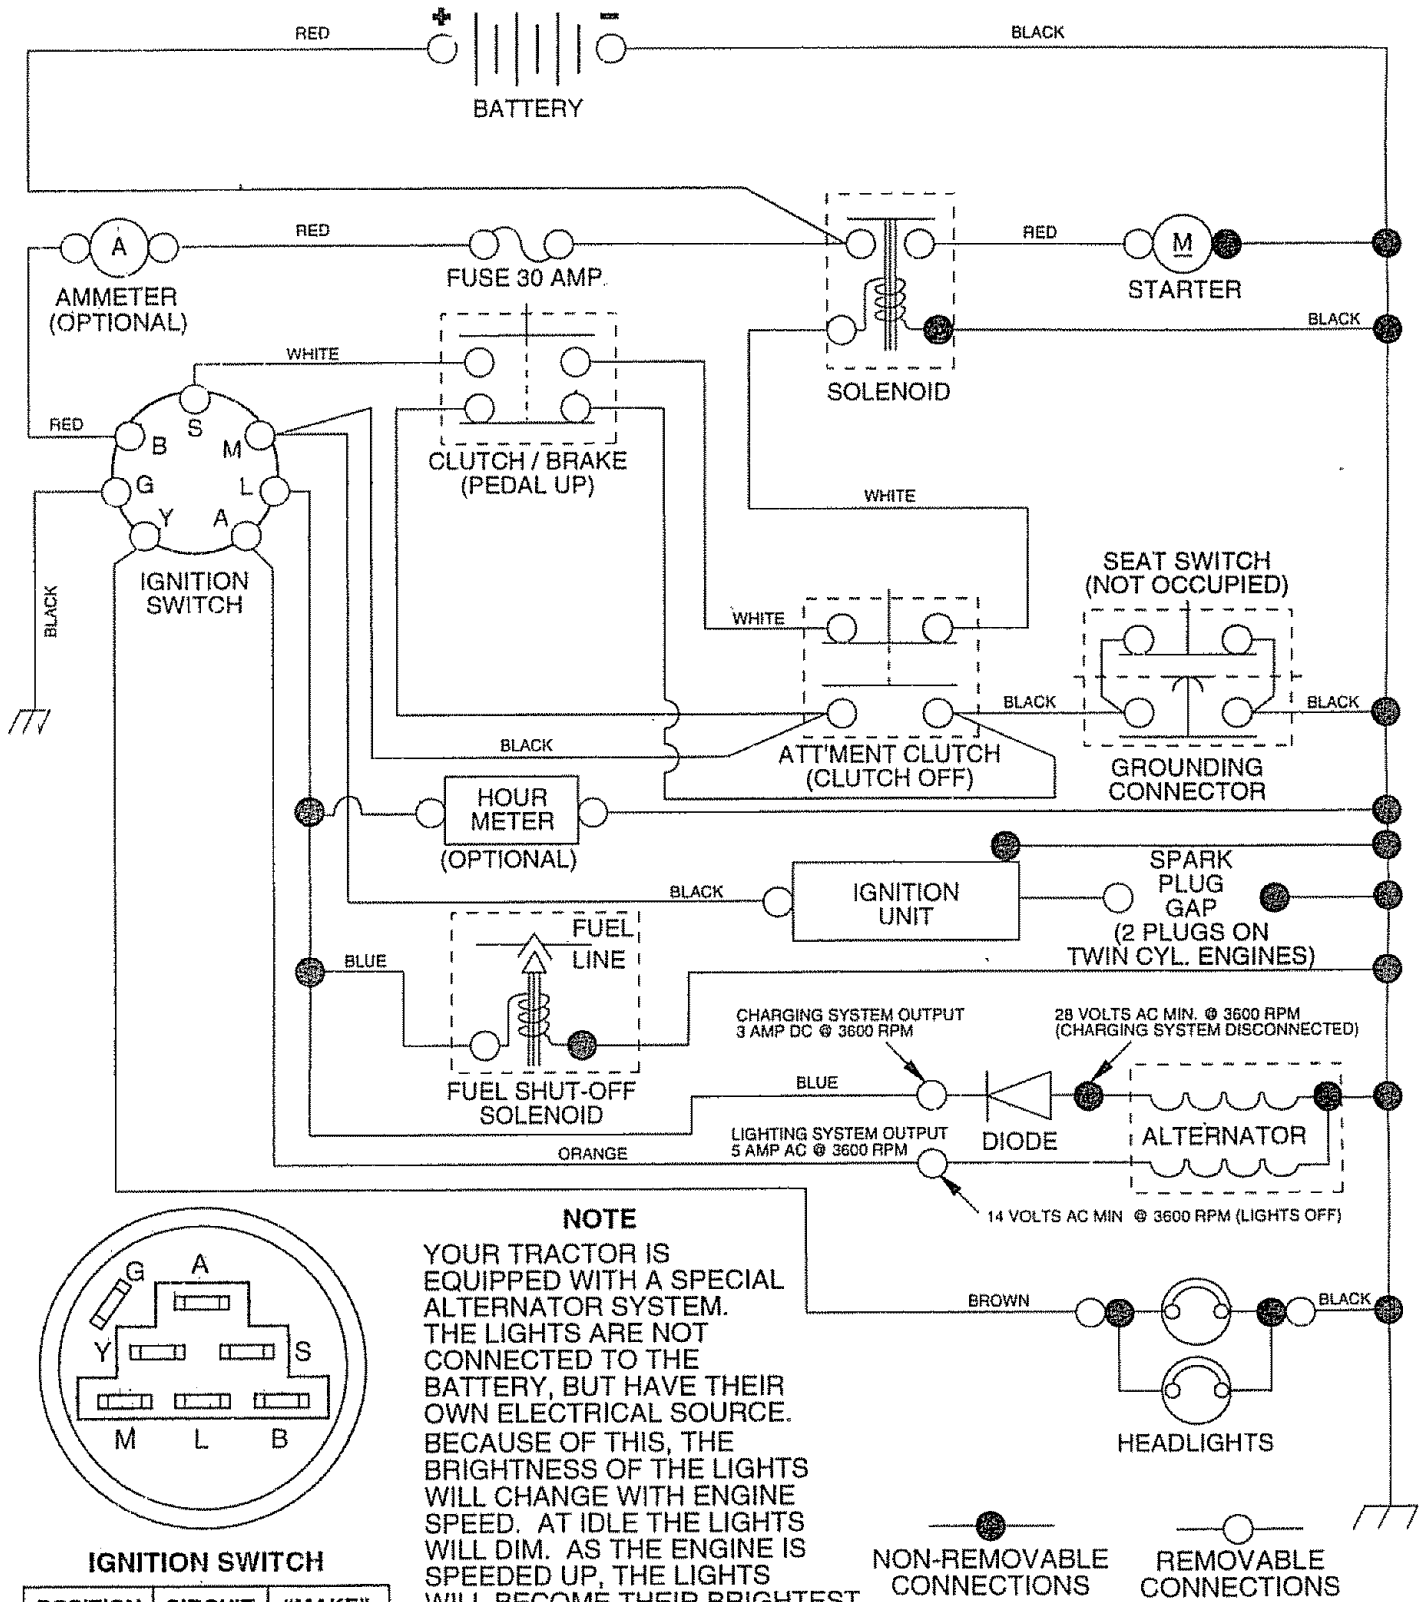 + -
RED
BLACK
BATTERY
A
RED
FUSE 30 AMP.
RED
M
STARTER
AMMETER
(OPTIONAL)
BLACK
SOLENOID
WHITE
CLUTCH / BRAKE
(PEDAL UP)
RED
S
B
M
G
L
Y
A
IGNITION
SWITCH
BLACK
WHITE
SEAT SWITCH
(NOT OCCUPIED)
WHITE
BLACK
BLACK
BLACK
ATT'MENT CLUTCH
(CLUTCH OFF)
GROUNDING
CONNECTOR
HOUR
METER
(OPTIONAL)
BLACK
IGNITION
UNIT
SPARK
PLUG
GAP
(2 PLUGS ON
TWIN CYL. ENGINES)
BLUE
FUEL
LINE
FUEL SHUT-OFF
SOLENOID
CHARGING SYSTEM OUTPUT
3 AMP DC @ 3600 RPM
28 VOLTS AC MIN. @ 3600 RPM
(CHARGING SYSTEM DISCONNECTED)
BLUE
DIODE
ALTERNATOR
LIGHTING SYSTEM OUTPUT
5 AMP AC @ 3600 RPM
ORANGE
14 VOLTS AC MIN @ 3600 RPM (LIGHTS OFF)
BROWN
BLACK
HEADLIGHTS
G
A
Y
S
M
L
B
IGNITION SWITCH
POSITION CIRCUIT "MAKE"
NOTE
YOUR TRACTOR IS
EQUIPPED WITH A SPECIAL
ALTERNATOR SYSTEM.
THE LIGHTS ARE NOT
CONNECTED TO THE
BATTERY, BUT HAVE THEIR
OWN ELECTRICAL SOURCE.
BECAUSE OF THIS, THE
BRIGHTNESS OF THE LIGHTS
WILL CHANGE WITH ENGINE
SPEED. AT IDLE THE LIGHTS
WILL DIM. AS THE ENGINE IS
SPEEDED UP, THE LIGHTS
WILL BECOME THEIR BRIGHTEST
NON-REMOVABLE
CONNECTIONS
REMOVABLE
CONNECTIONS